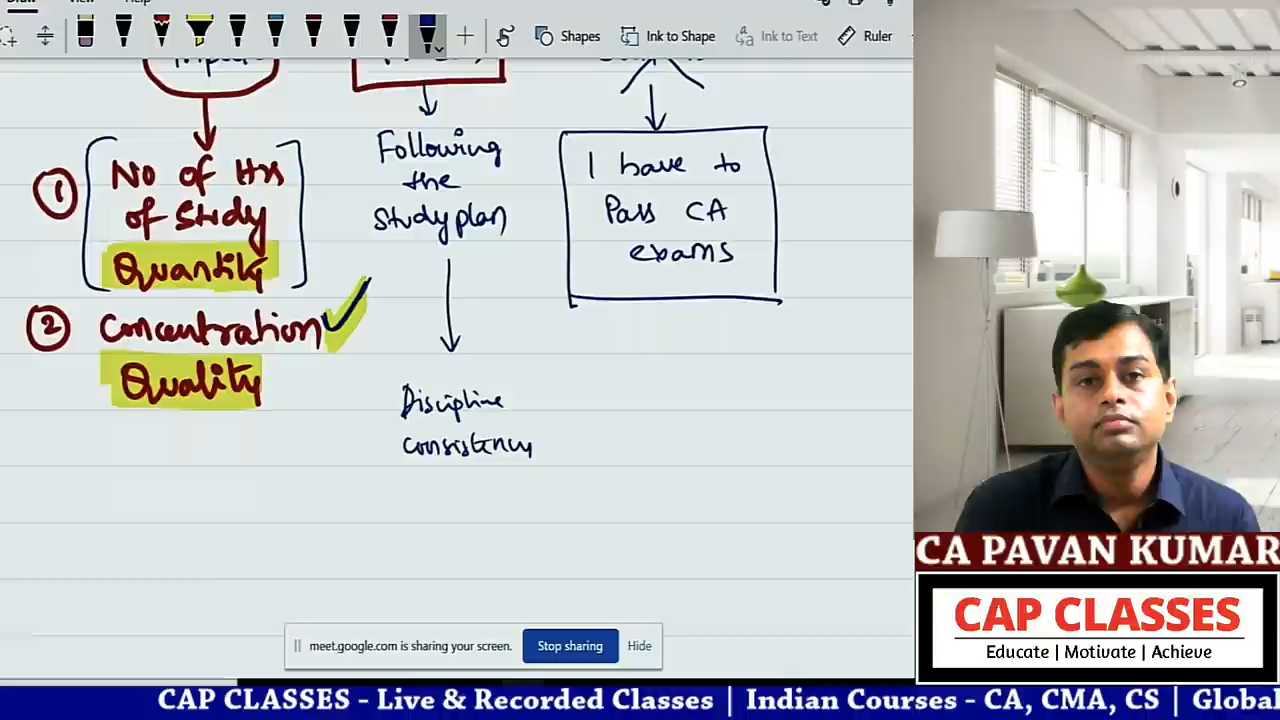 Draw View Help
Shapes Ink to Shape Ink to Text Ruler
① No of Hrs
of Study
Quantity
② Concentration
Quality
Following
the
Study plan
Discipline
consistency
I have to
Pass CA
exams
meet.google.com is sharing your screen. Stop sharing Hide
CA PAVAN KUMAR
CAP CLASSES
Educate | Motivate | Achieve
CAP CLASSES - Live & Recorded Classes | Indian Courses - CA, CMA, CS | Global